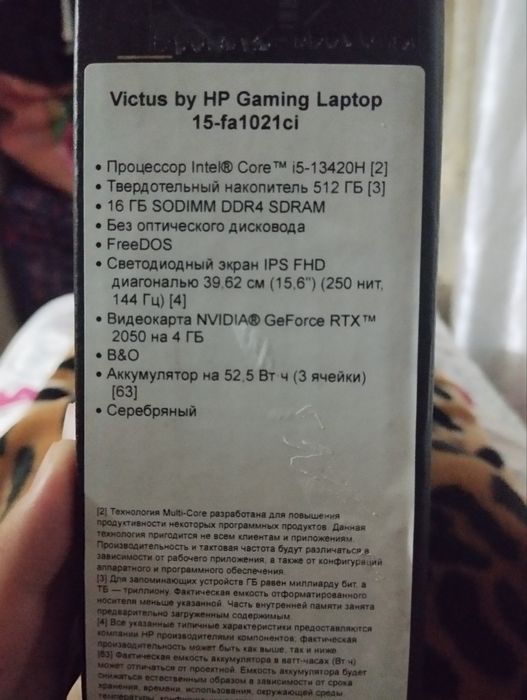 Victus by HP Gaming Laptop
15-fa1021ci
• Процессор Intel® Core™ i5-13420H [2]
• Твердотельный накопитель 512 ГБ [3]
• 16 ГБ SODIMM DDR4 SDRAM
• Без оптического дисковода
• FreeDOS
• Светодиодный экран IPS FHD
диагональю 39,62 см (15,6") (250 нит,
144 Гц) [4]
• Видеокарта NVIDIA® GeForce RTX™
2050 на 4 ГБ
• B&O
• Аккумулятор на 52,5 Вт ч (3 ячейки)
[63]
• Серебряный
[2] Технология Multi-Core разработана для повышения
продуктивности некоторых программных продуктов. Данная
технология пригодится не всем клиентам и приложениям.
Производительность и тактовая частота будут различаться в
зависимости от рабочего приложения, а также от конфигураций
аппаратного и программного обеспечения.
[3] Для запоминающих устройств ГБ равен миллиарду бит, а
ТБ — триллиону. Фактическая емкость отформатированного
носителя меньше указанной. Часть внутренней памяти занята
предварительно загруженным содержимым.
[4] Все указанные типичные характеристики предоставляются
компании HP производителями компонентов; фактическая
производительность может быть как выше, так и ниже
[63] Фактическая емкость аккумулятора в ватт-часах (Вт ч)
может отличаться от проектной. Емкость аккумулятора будет
снижаться естественным образом в зависимости от срока
хранения, времени, использования, окружающей среды